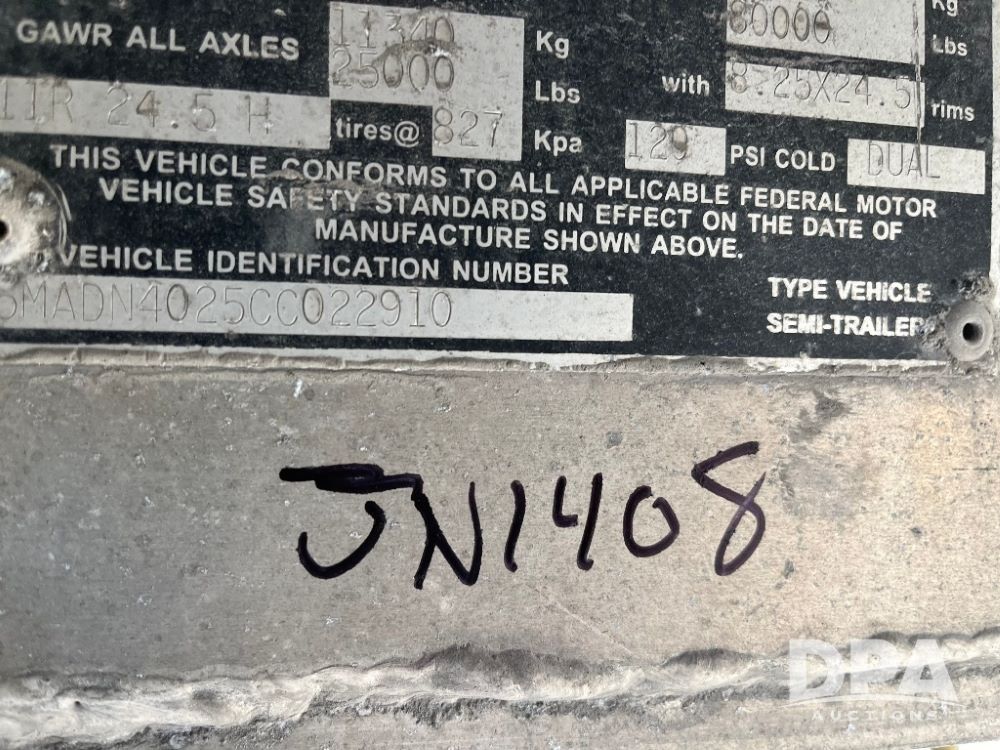 GAWR ALL AXLES 11340 Kg 80000 Kg
25000 Lbs Lbs
11R 24.5 H tires@ 827 Kpa with 8.25X24.5 rims
120 PSI COLD DUAL
THIS VEHICLE CONFORMS TO ALL APPLICABLE FEDERAL MOTOR
VEHICLE SAFETY STANDARDS IN EFFECT ON THE DATE OF
MANUFACTURE SHOWN ABOVE.
VEHICLE IDENTIFICATION NUMBER
5MADN4025CC022910
TYPE VEHICLE
SEMI-TRAILER
JN1408
DPA
AUCTIONS